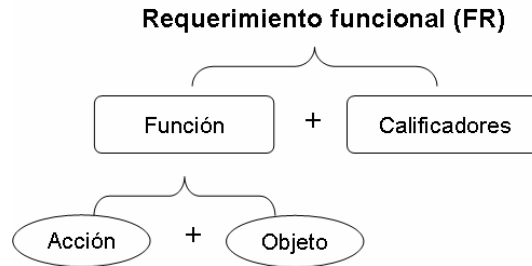 Requerimiento funcional (FR)
Función + Calificadores
Acción + Objeto